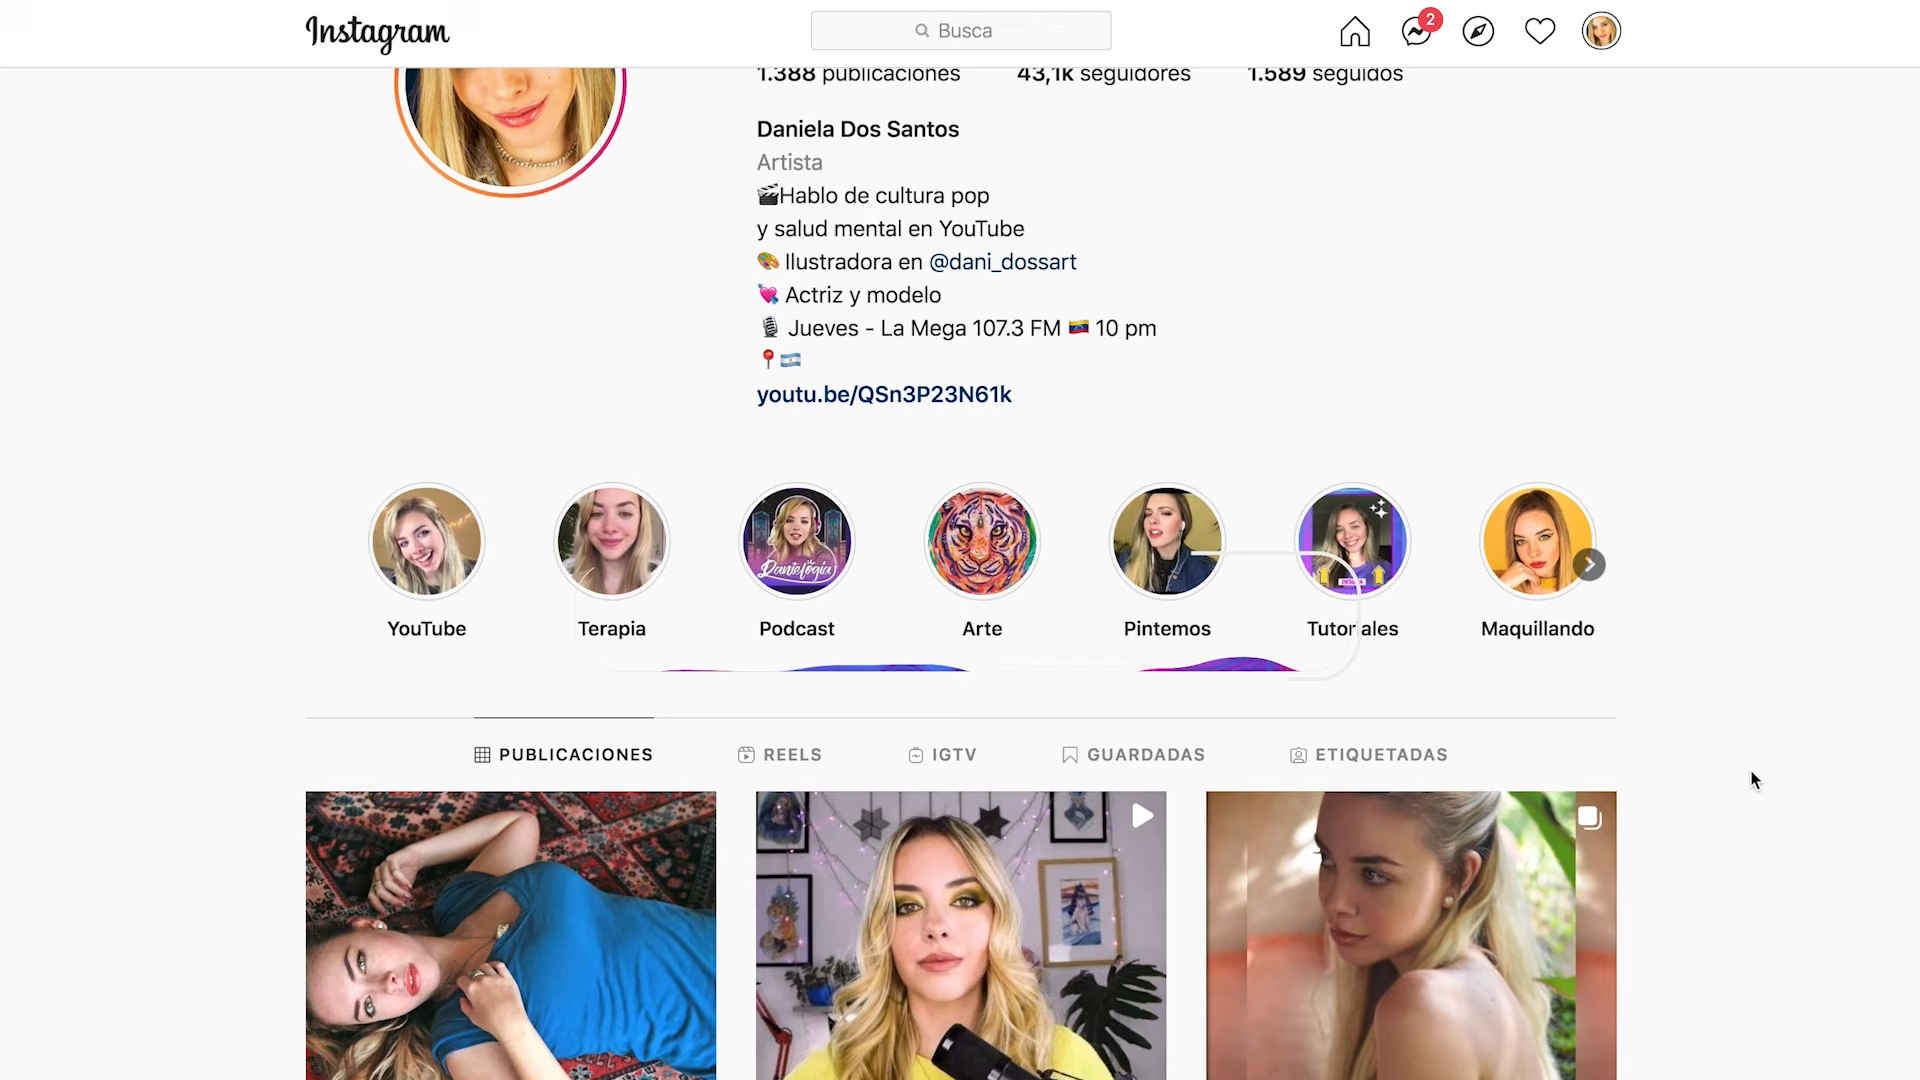 Instagram
Busca
2
1.388 publicaciones 43,1k seguidores 1.589 seguidos
Daniela Dos Santos
Artista
🎬Hablo de cultura pop
y salud mental en YouTube
🎨 Ilustradora en @dani_dossart
💘 Actriz y modelo
🎙 Jueves - La Mega 107.3 FM 🇻🇪 10 pm
📍🇦🇷
youtu.be/QSn3P23N61k
Danielogía
YouTube Terapia Podcast Arte Pintemos Tutoriales Maquillando
PUBLICACIONES REELS IGTV GUARDADAS ETIQUETADAS